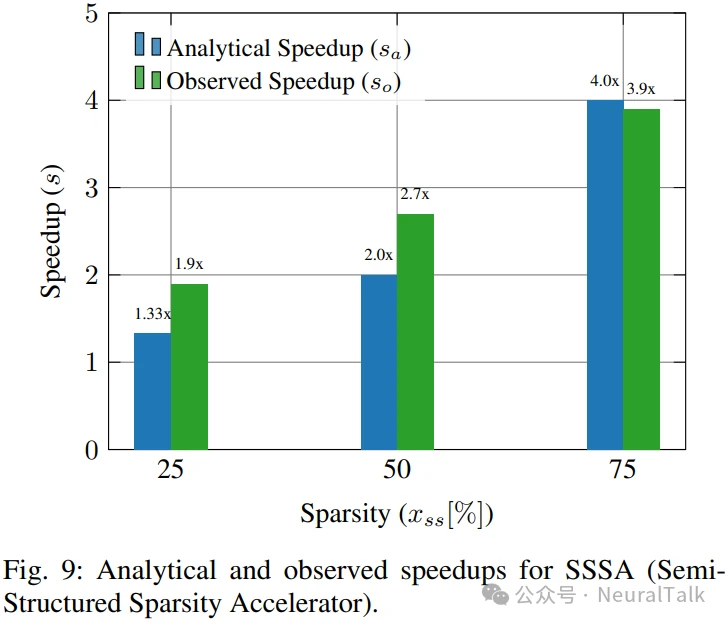 5
Analytical Speedup (sₐ)
Observed Speedup (sₒ)
4.0x
3.9x
4
2.7x
3
1.9x
2.0x
2
1.33x
1
0
Speedup (s)
25
50
75
Sparsity (xₛₛ[%])
Fig. 9: Analytical and observed speedups for SSSA (Semi-
Structured Sparsity Accelerator).
公众号 · NeuralTalk